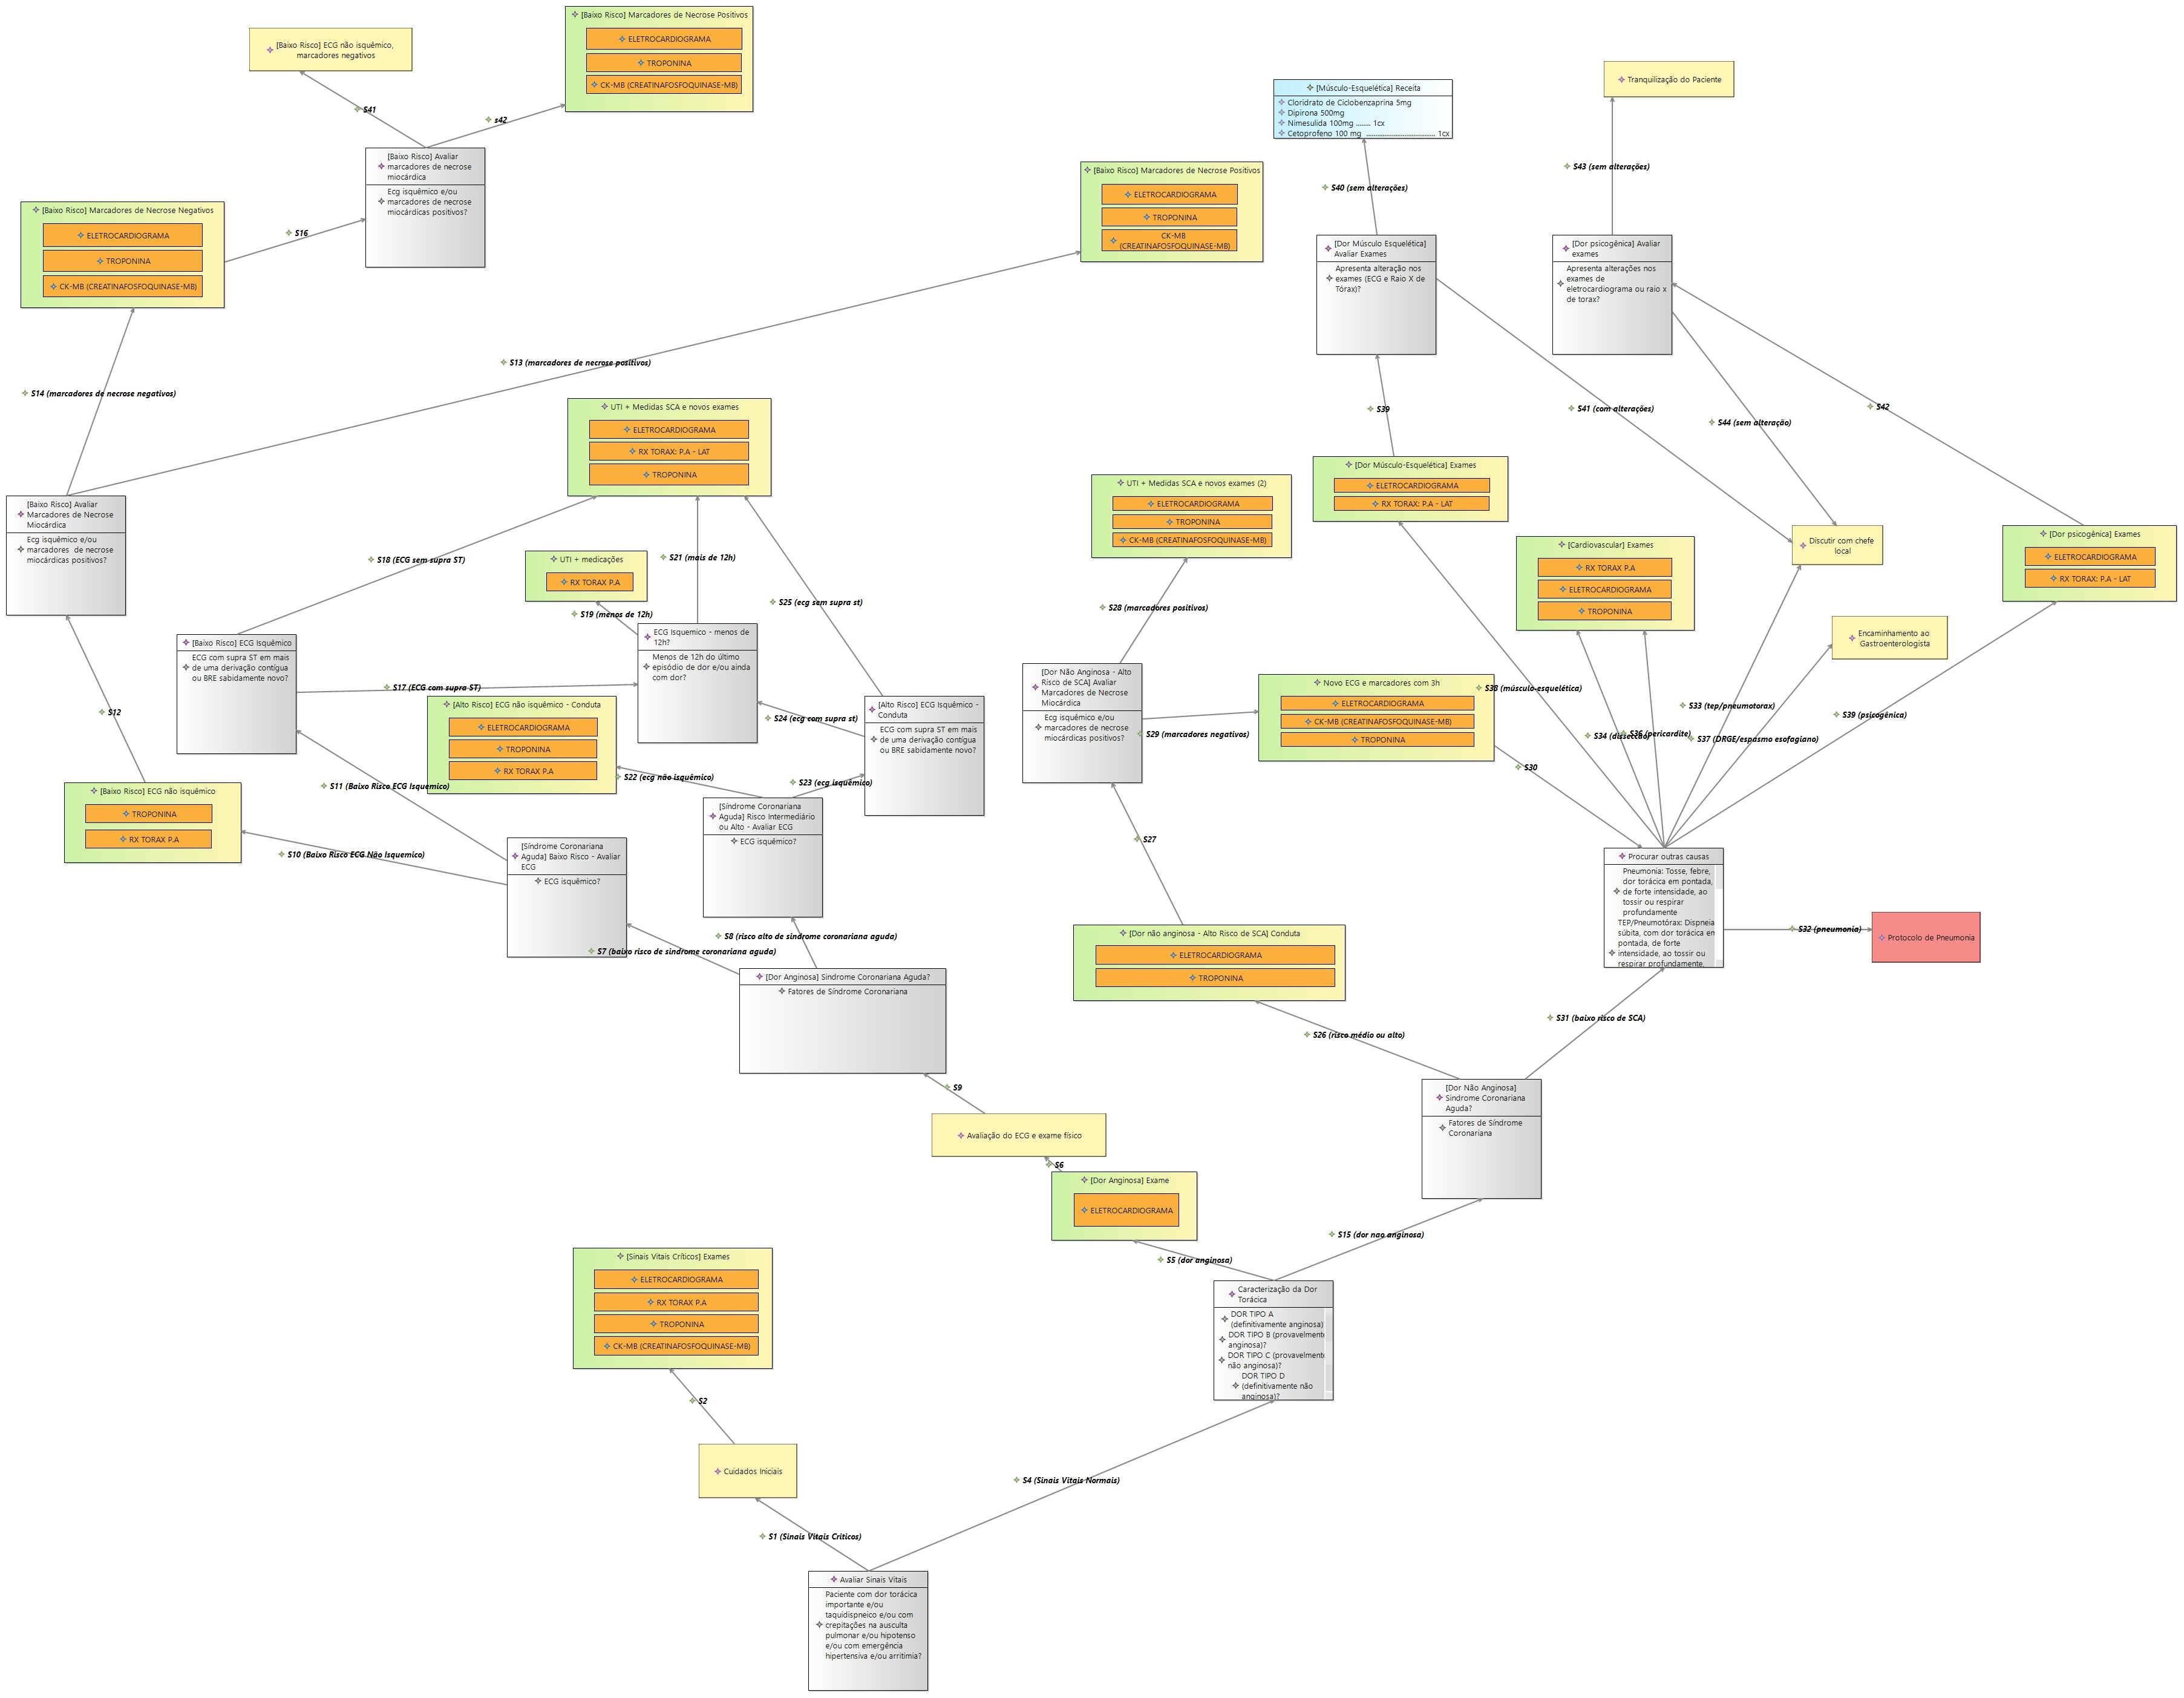 [Baixo Risco] Marcadores de Necrose Positivos
ELETROCARDIOGRAMA
TROPONINA
CK-MB (CREATINAFOSFOQUINASE-MB)
[Baixo Risco] ECG não isquêmico,
marcadores negativos
S41
s42
[Baixo Risco] Avaliar
marcadores de necrose
miocárdica
Ecg isquêmico e/ou
marcadores de necrose
miocárdicas positivos?
[Baixo Risco] Marcadores de Necrose Negativos
ELETROCARDIOGRAMA
TROPONINA
CK-MB (CREATINAFOSFOQUINASE-MB)
S16
[Músculo-Esquelética] Receita
Cloridrato de Ciclobenzaprina 5mg
Dipirona 500mg
Nimesulida 100mg ........ 1cx
Cetoprofeno 100 mg ...................................... 1cx
Tranquilização do Paciente
S43 (sem alterações)
S40 (sem alterações)
[Baixo Risco] Marcadores de Necrose Positivos
ELETROCARDIOGRAMA
TROPONINA
CK-MB
(CREATINAFOSFOQUINASE-MB)
[Dor Músculo Esquelética]
Avaliar Exames
Apresenta alteração nos
exames (ECG e Raio X de
Tórax)?
[Dor psicogênica] Avaliar
exames
Apresenta alterações nos
exames de
eletrocardiograma ou raio x
de torax?
S13 (marcadores de necrose positivos)
S14 (marcadores de necrose negativos)
S39
S41 (com alterações)
S44 (sem alteração)
S42
UTI + Medidas SCA e novos exames
ELETROCARDIOGRAMA
RX TORAX: P.A - LAT
TROPONINA
[Dor Músculo-Esquelética] Exames
ELETROCARDIOGRAMA
RX TORAX: P.A - LAT
UTI + Medidas SCA e novos exames (2)
ELETROCARDIOGRAMA
TROPONINA
CK-MB (CREATINAFOSFOQUINASE-MB)
[Baixo Risco] Avaliar
Marcadores de Necrose
Miocárdica
Ecg isquêmico e/ou
marcadores  de necrose
miocárdicas positivos?
Discutir com chefe
local
[Dor psicogênica] Exames
ELETROCARDIOGRAMA
RX TORAX: P.A - LAT
[Cardiovascular] Exames
RX TORAX P.A
ELETROCARDIOGRAMA
TROPONINA
S18 (ECG sem supra ST)
UTI + medicações
RX TORAX P.A
S21 (mais de 12h)
S19 (menos de 12h)
S25 (ecg sem supra st)
S28 (marcadores positivos)
Encaminhamento ao
Gastroenterologista
[Baixo Risco] ECG Isquêmico
ECG com supra ST em mais
de uma derivação contígua
ou BRE sabidamente novo?
ECG Isquemico - menos de
12h?
Menos de 12h do último
episódio de dor e/ou ainda
com dor?
S17 (ECG com supra ST)
[Dor Não Anginosa - Alto
Risco de SCA] Avaliar
Marcadores de Necrose
Miocárdica
Ecg isquêmico e/ou
marcadores de necrose
miocárdicas positivos?
Novo ECG e marcadores com 3h
ELETROCARDIOGRAMA
CK-MB (CREATINAFOSFOQUINASE-MB)
TROPONINA
S38 (músculo-esquelética)
S33 (tep/pneumotorax)
S39 (psicogênica)
S34 (dissecção)
S36 (pericardite)
S37 (DRGE/espasmo esofagiano)
S12
[Alto Risco] ECG não isquêmico - Conduta
ELETROCARDIOGRAMA
TROPONINA
RX TORAX P.A
[Alto Risco] ECG Isquêmico -
Conduta
ECG com supra ST em mais
de uma derivação contígua
ou BRE sabidamente novo?
S24 (ecg com supra st)
S29 (marcadores negativos)
S30
S22 (ecg não isquêmico)
S23 (ecg isquêmico)
S11 (Baixo Risco ECG Isquemico)
[Baixo Risco] ECG não isquêmico
TROPONINA
RX TORAX P.A
S10 (Baixo Risco ECG Não Isquemico)
[Síndrome Coronariana
Aguda] Risco Intermediário
ou Alto - Avaliar ECG
ECG isquêmico?
[Síndrome Coronariana
Aguda] Baixo Risco - Avaliar
ECG
ECG isquêmico?
S27
Procurar outras causas
Pneumonia: Tosse, febre,
dor torácica em pontada,
de forte intensidade, ao
tossir ou respirar
profundamente
TEP/Pneumotórax: Dispneia
súbita, com dor torácica em
pontada, de forte
intensidade, ao tossir ou
respirar profundamente,
S32 (pneumonia)
Protocolo de Pneumonia
S8 (risco alto de sindrome coronariana aguda)
S7 (baixo risco de sindrome coronariana aguda)
[Dor não anginosa - Alto Risco de SCA] Conduta
ELETROCARDIOGRAMA
TROPONINA
[Dor Anginosa] Sindrome Coronariana Aguda?
Fatores de Síndrome Coronariana
S31 (baixo risco de SCA)
S26 (risco médio ou alto)
S9
[Dor Não Anginosa]
Sindrome Coronariana
Aguda?
Fatores de Síndrome
Coronariana
Avaliação do ECG e exame físico
S6
[Dor Anginosa] Exame
ELETROCARDIOGRAMA
S15 (dor nao anginosa)
S5 (dor anginosa)
[Sinais Vitais Críticos] Exames
ELETROCARDIOGRAMA
RX TORAX P.A
TROPONINA
CK-MB (CREATINAFOSFOQUINASE-MB)
Caracterização da Dor
Torácica
DOR TIPO A
(definitivamente anginosa)
DOR TIPO B (provavelmente
anginosa)?
DOR TIPO C (provavelmente
não anginosa)?
DOR TIPO D
(definitivamente não
anginosa)?
S2
Cuidados Iniciais
S4 (Sinais Vitais Normais)
S1 (Sinais Vitais Criticos)
Avaliar Sinais Vitais
Paciente com dor torácica
importante e/ou
taquidispneico e/ou com
crepitações na ausculta
pulmonar e/ou hipotenso
e/ou com emergência
hipertensiva e/ou arritimia?